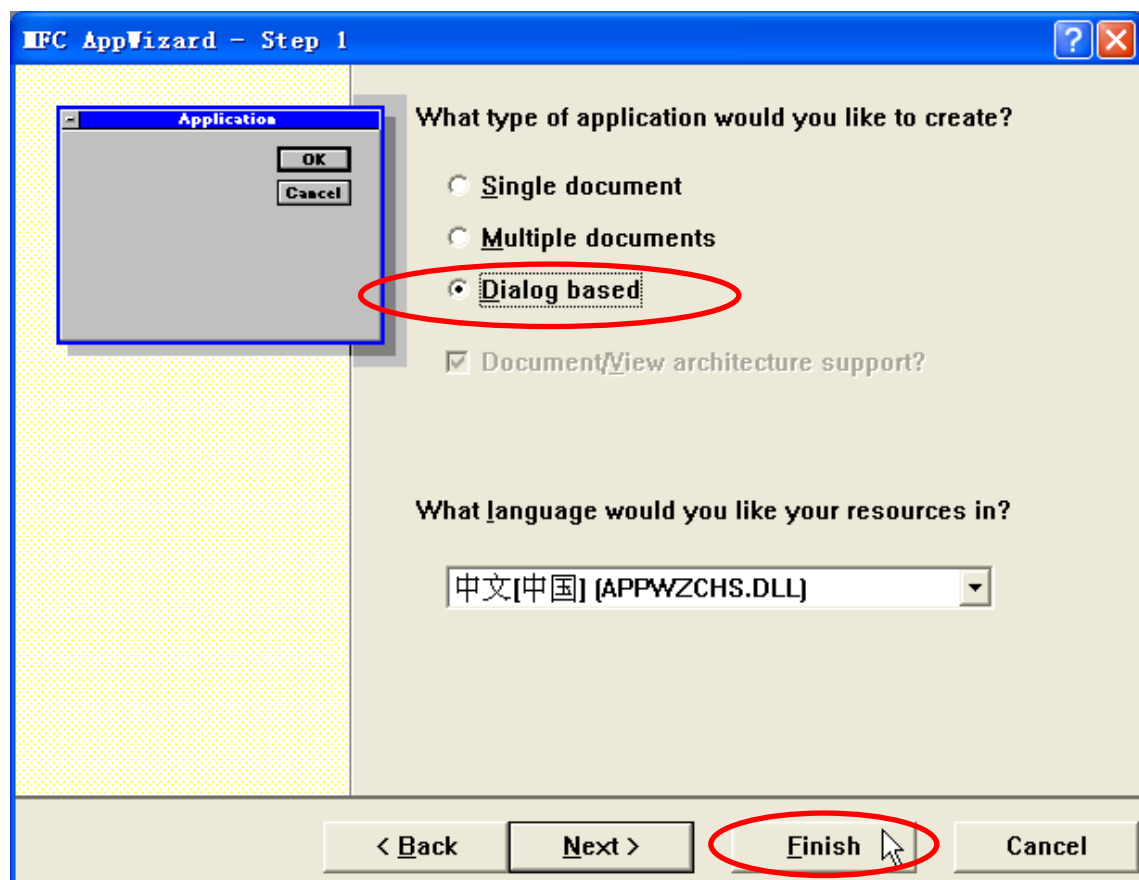 MFC AppWizard - Step 1
Application
OK
Cancel
What type of application would you like to create?
Single document
Multiple documents
Dialog based
Document/View architecture support?
What language would you like your resources in?
中文[中国] (APPWZCHS.DLL)
< Back
Next >
Finish
Cancel